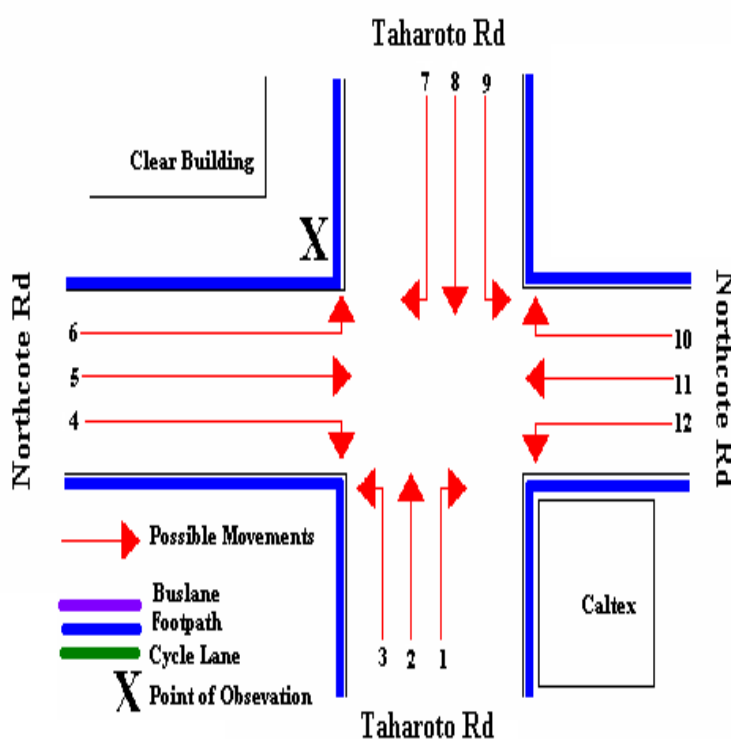 Taharoto Rd
7 8 9
Clear Building
X
Northcote Rd
Northcote Rd
6
10
5
11
4
12
Possible Movements
Buslane
Footpath
Cycle Lane
X Point of Obsevation
Caltex
3 2 1
Taharoto Rd